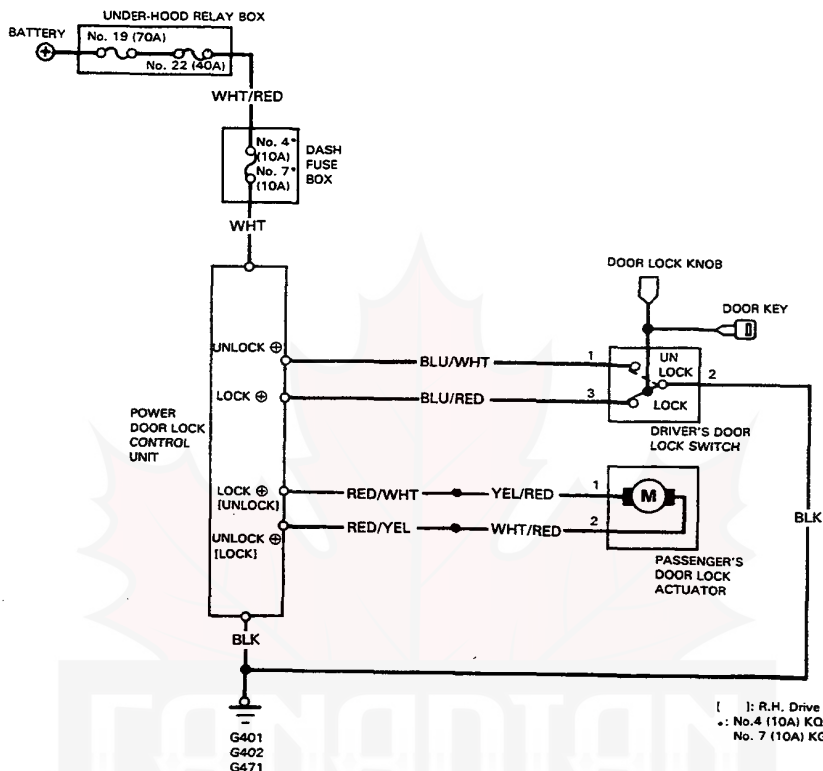 UNDER-HOOD RELAY BOX
BATTERY
No. 19 (70A)
No. 22 (40A)
WHT/RED
No. 4*
(10A)
No. 7*
(10A)
DASH
FUSE
BOX
WHT
DOOR LOCK KNOB
DOOR KEY
UNLOCK ⊕
BLU/WHT
1
UN
LOCK
2
LOCK ⊕
BLU/RED
3
LOCK
DRIVER'S DOOR
LOCK SWITCH
POWER
DOOR LOCK
CONTROL
UNIT
LOCK ⊕
[UNLOCK]
RED/WHT
YEL/RED
1
M
UNLOCK ⊕
[LOCK]
RED/YEL
WHT/RED
2
BLK
PASSENGER'S
DOOR LOCK
ACTUATOR
BLK
G401
G402
G471
[ ]: R.H. Drive
*: No.4 (10A) KQ
No. 7 (10A) KG
CANADIAN